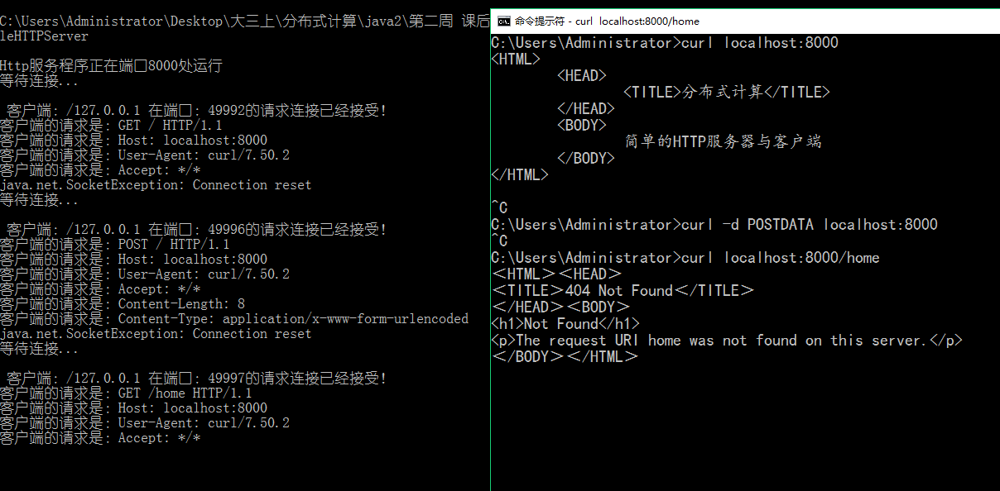 C:\Users\Administrator\Desktop\大三上\分布式计算\java2\第二周 课后
leHTTPServer
Http服务程序正在端□8000处运行
等待连接...
客户端: /127.0.0.1 在端□: 49992的请求连接已经接受!
客户端的请求是: GET / HTTP/1.1
客户端的请求是: Host: localhost:8000
客户端的请求是: User-Agent: curl/7.50.2
客户端的请求是: Accept: */*
java.net.SocketException: Connection reset
等待连接...
客户端: /127.0.0.1 在端□: 49996的请求连接已经接受!
客户端的请求是: POST / HTTP/1.1
客户端的请求是: Host: localhost:8000
客户端的请求是: User-Agent: curl/7.50.2
客户端的请求是: Accept: */*
客户端的请求是: Content-Length: 8
客户端的请求是: Content-Type: application/x-www-form-urlencoded
java.net.SocketException: Connection reset
等待连接...
客户端: /127.0.0.1 在端□: 49997的请求连接已经接受!
客户端的请求是: GET /home HTTP/1.1
客户端的请求是: Host: localhost:8000
客户端的请求是: User-Agent: curl/7.50.2
客户端的请求是: Accept: */*
命令提示符 - curl  localhost:8000/home
C:\Users\Administrator>curl localhost:8000
<HTML>
<HEAD>
<TITLE>分布式计算</TITLE>
</HEAD>
<BODY>
简单的HTTP服务器与客户端
</BODY>
</HTML>
^C
C:\Users\Administrator>curl -d POSTDATA localhost:8000
^C
C:\Users\Administrator>curl localhost:8000/home
＜HTML＞＜HEAD＞
＜TITLE＞404 Not Found＜/TITLE＞
＜/HEAD＞＜BODY＞
<h1>Not Found</h1>
<p>The request URI home was not found on this server.</p>
＜/BODY＞＜/HTML＞